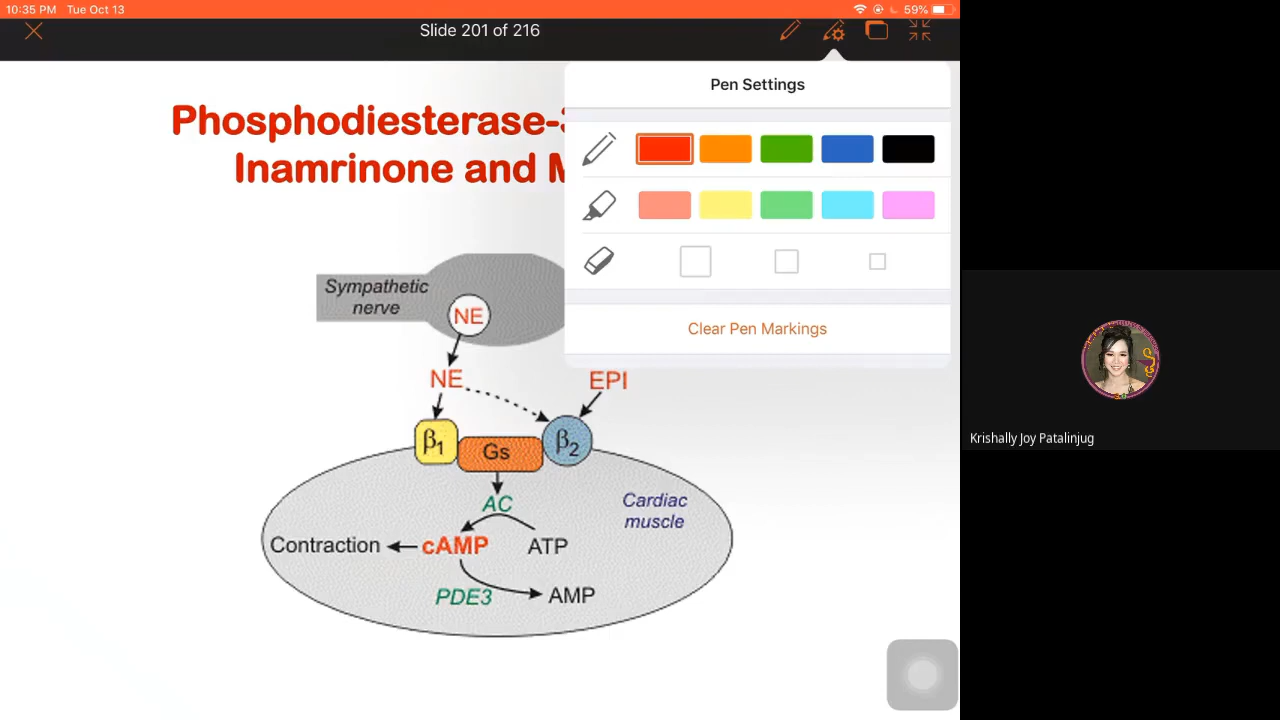 10:35 PM Tue Oct 13
59%
Slide 201 of 216
Pen Settings
Phosphodiesterase-
Inamrinone and
Clear Pen Markings
Sympathetic
nerve
NE
NE
EPI
β1
Gs
β2
AC
Cardiac
muscle
Contraction
cAMP
ATP
PDE3
AMP
Krishally Joy Patalinjug